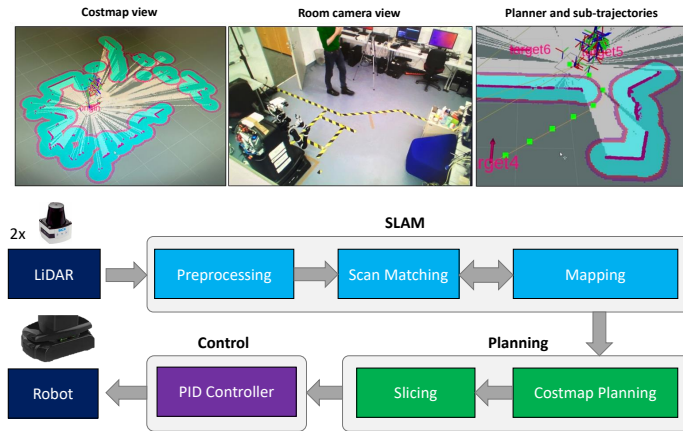 Costmap view
Room camera view
Planner and sub-trajectories
target6
target5
rget4
SLAM
2x
LiDAR
Preprocessing
Scan Matching
Mapping
Control
Planning
Robot
PID Controller
Slicing
Costmap Planning